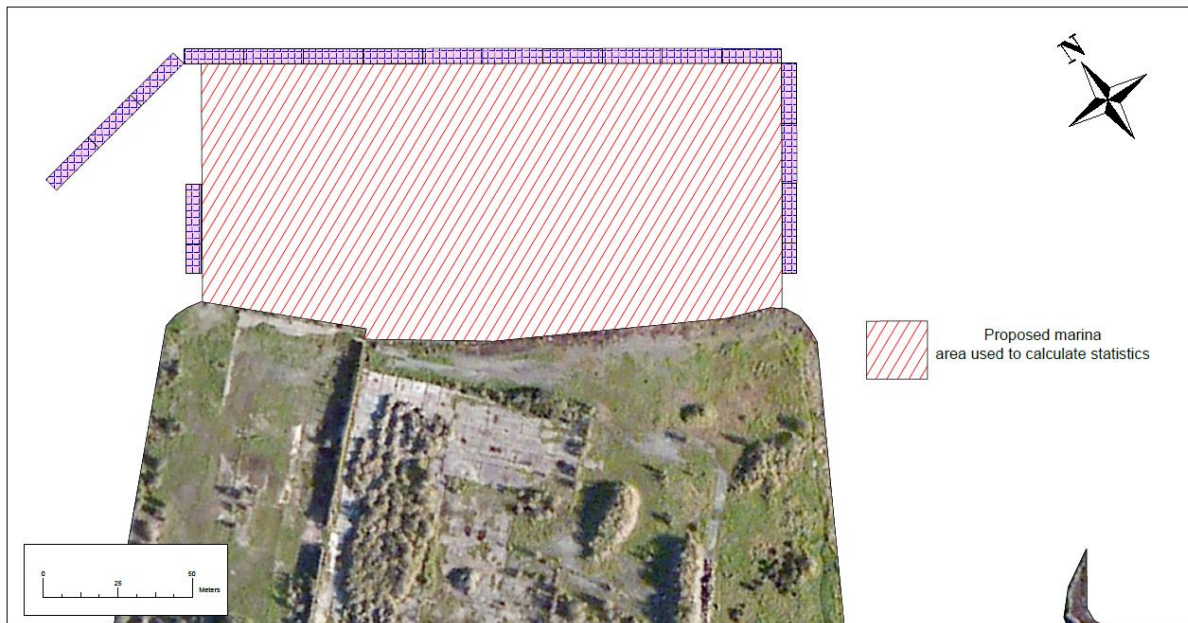 N
Proposed marina
area used to calculate statistics
0 25 50
Meters